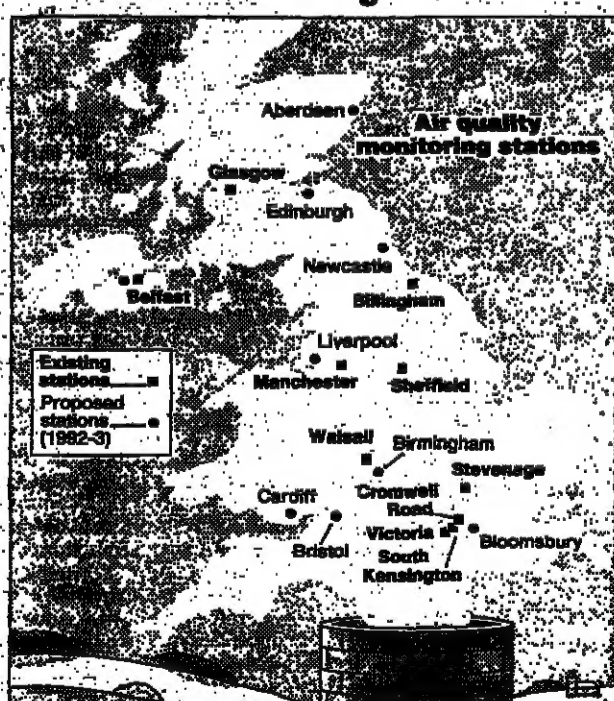 Air quality
monitoring stations
Aberdeen
Glasgow
Edinburgh
Newcastle
Billingham
Belfast
Liverpool
Manchester
Sheffield
Existing
stations
Proposed
stations
(1992-3)
Walsall
Birmingham
Stevenage
Cromwell
Road
Cardiff
Bristol
Victoria
South
Kensington
Bloomsbury